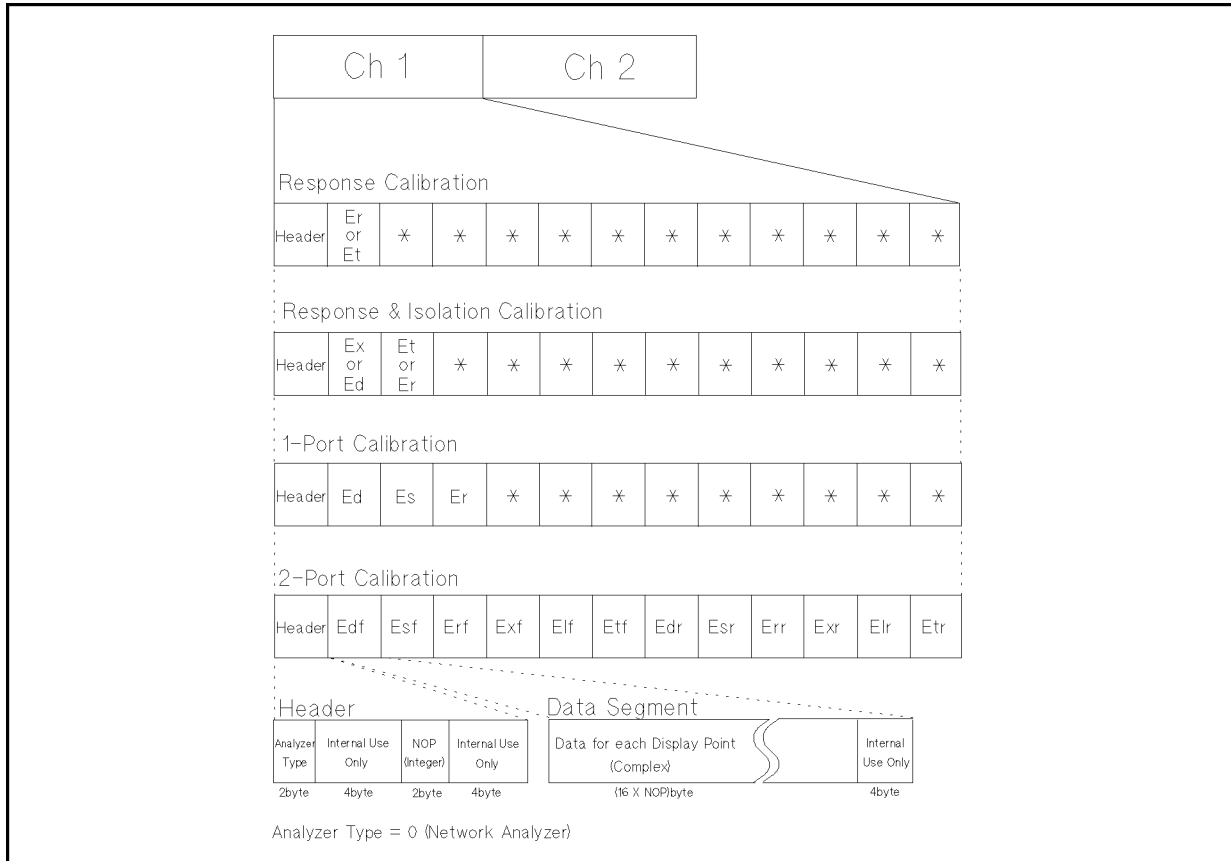 Ch 1 Ch 2
Response Calibration
Header Er or Et * * * * * * * * * * *
Response & Isolation Calibration
Header Ex or Ed Et or Er * * * * * * * * * *
1-Port Calibration
Header Ed Es Er * * * * * * * * *
2-Port Calibration
Header Edf Esf Erf Exf Elf Etf Edr Esr Err Exr Elr Etr
Header Data Segment
Analyzer Type Internal Use Only NOP (Integer) Internal Use Only Data for each Display Point (Complex) Internal Use Only
2byte 4byte 2byte 4byte (16 X NOP)byte 4byte
Analyzer Type = 0 (Network Analyzer)